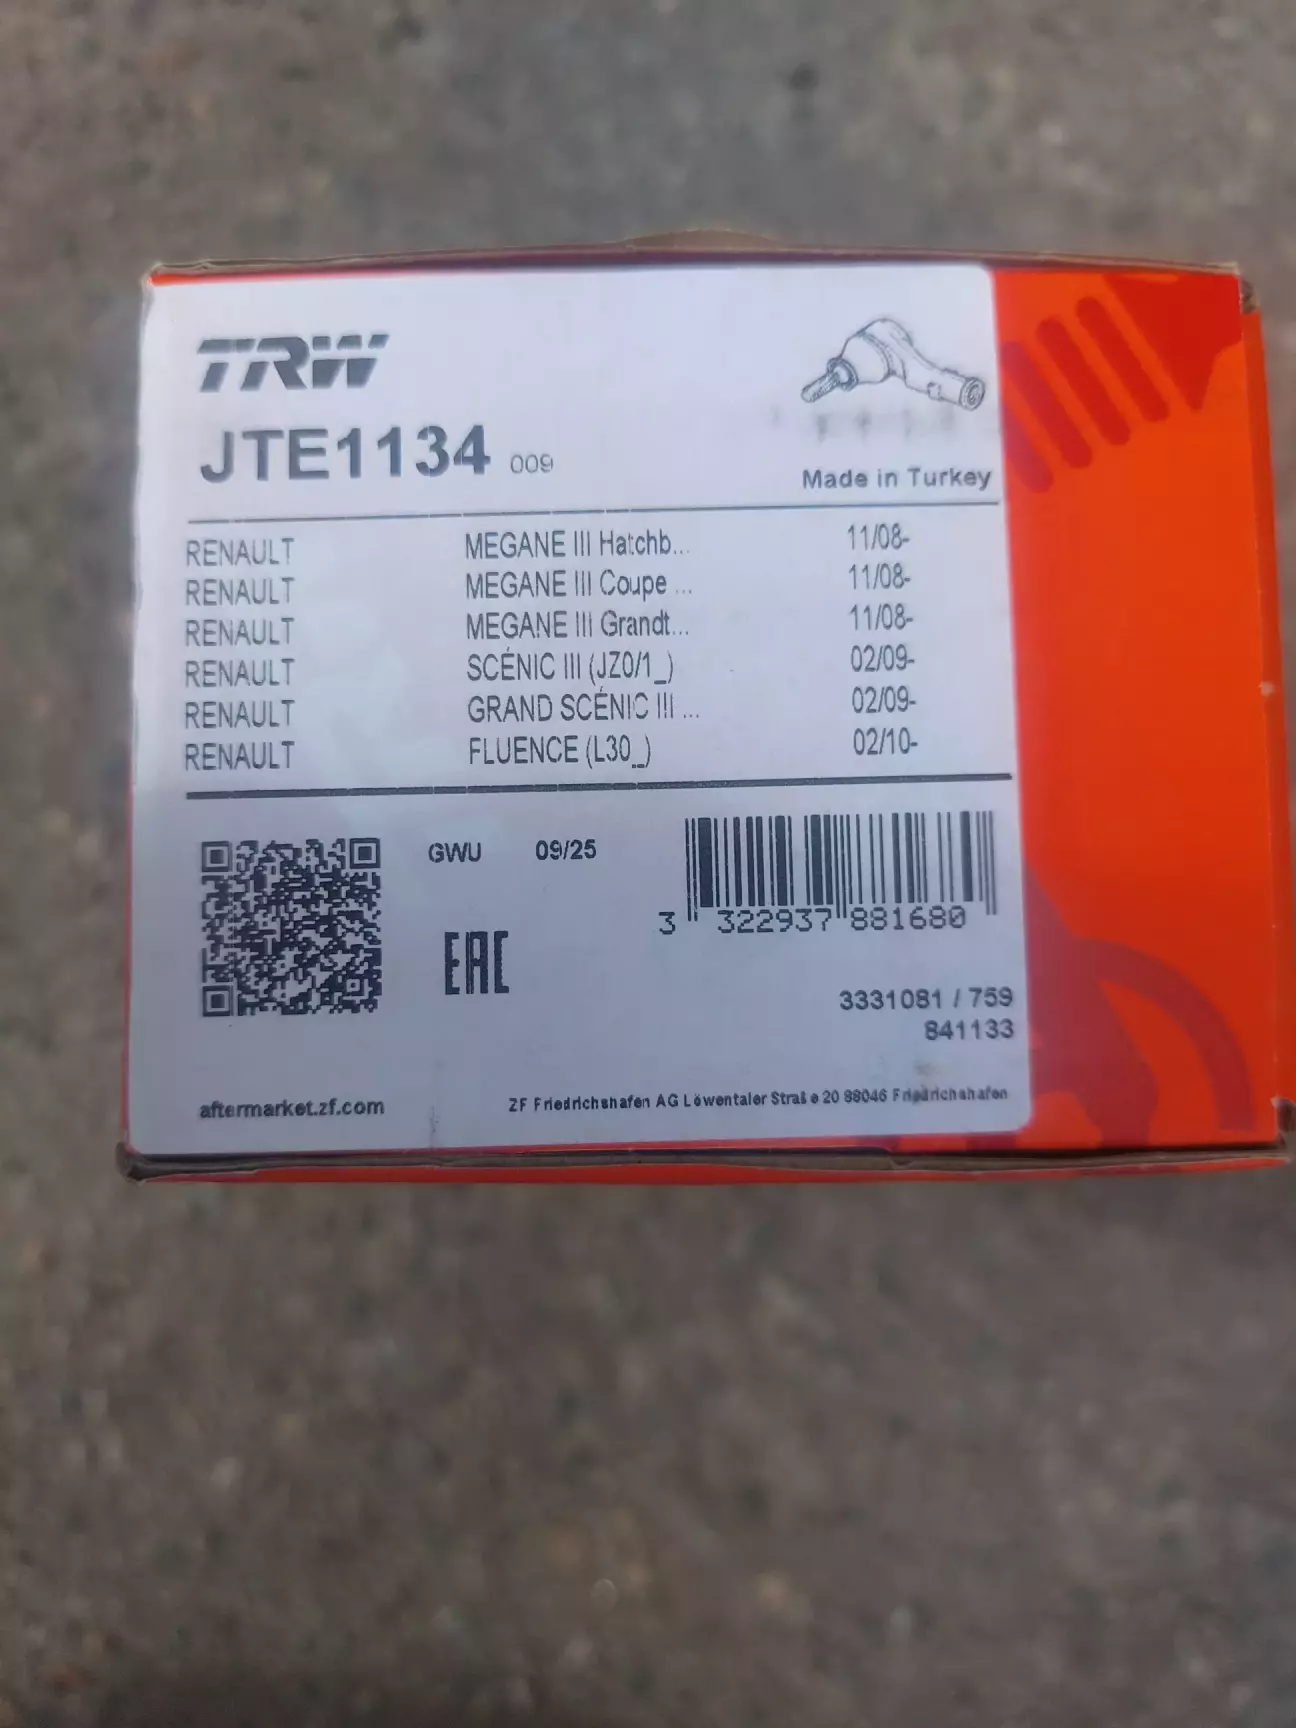 TRW
JTE1134 009
Made in Turkey
RENAULT MEGANE III Hatchb... 11/08-
RENAULT MEGANE III Coupe ... 11/08-
RENAULT MEGANE III Grandt... 11/08-
RENAULT SCÉNIC III (JZ0/1_) 02/09-
RENAULT GRAND SCÉNIC III ... 02/09-
RENAULT FLUENCE (L30_) 02/10-
GWU 09/25
3 322937 881680
EAC
3331081 / 759
841133
aftermarket.zf.com
ZF Friedrichshafen AG Löwentaler Straße 20 88046 Friedrichshafen